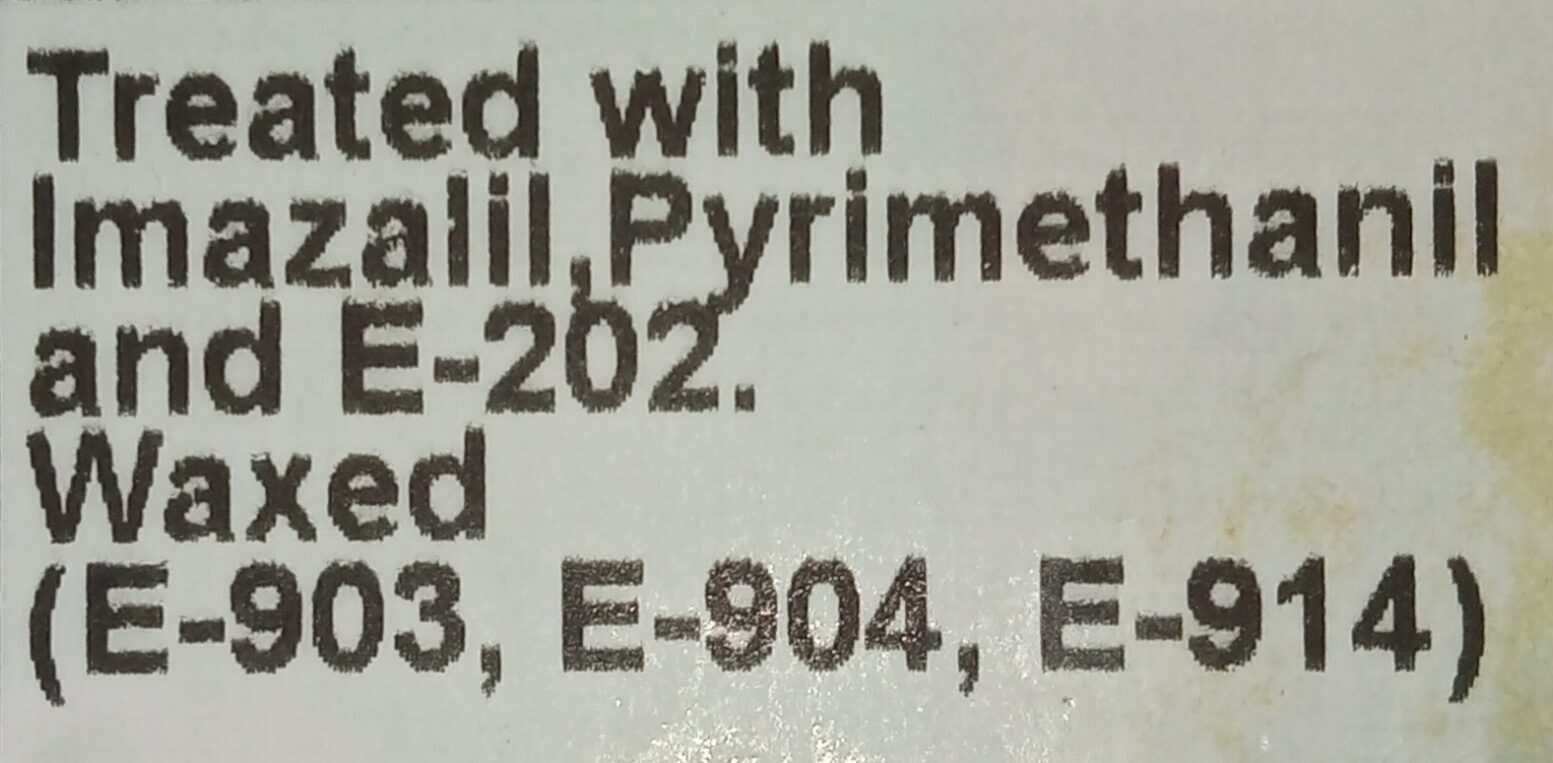 Treated with
Imazalil,Pyrimethanil
and E-202.
Waxed
(E-903, E-904, E-914)